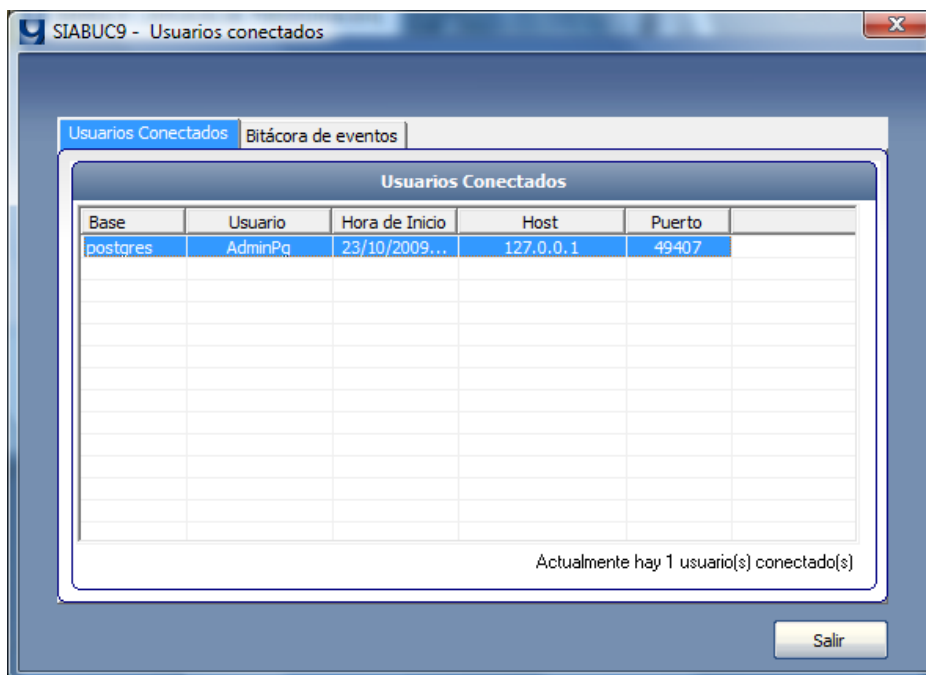 SIABUC9 - Usuarios conectados
Usuarios Conectados Bitácora de eventos
Usuarios Conectados
Base Usuario Hora de Inicio Host Puerto
postgres AdminPg 23/10/2009... 127.0.0.1 49407
Actualmente hay 1 usuario(s) conectado(s)
Salir